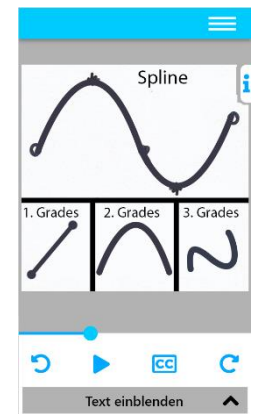 i
Spline
1. Grades 2. Grades 3. Grades
CC
Text einblenden